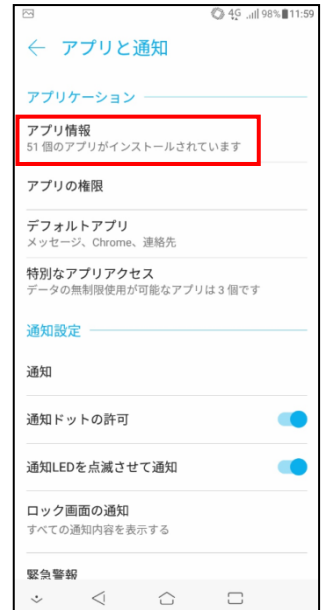 4G 98% 11:59
アプリと通知
アプリケーション
アプリ情報
51 個のアプリがインストールされています
アプリの権限
デフォルトアプリ
メッセージ、Chrome、連絡先
特別なアプリアクセス
データの無制限使用が可能なアプリは 3 個です
通知設定
通知
通知ドットの許可
通知LEDを点滅させて通知
ロック画面の通知
すべての通知内容を表示する
緊急警報